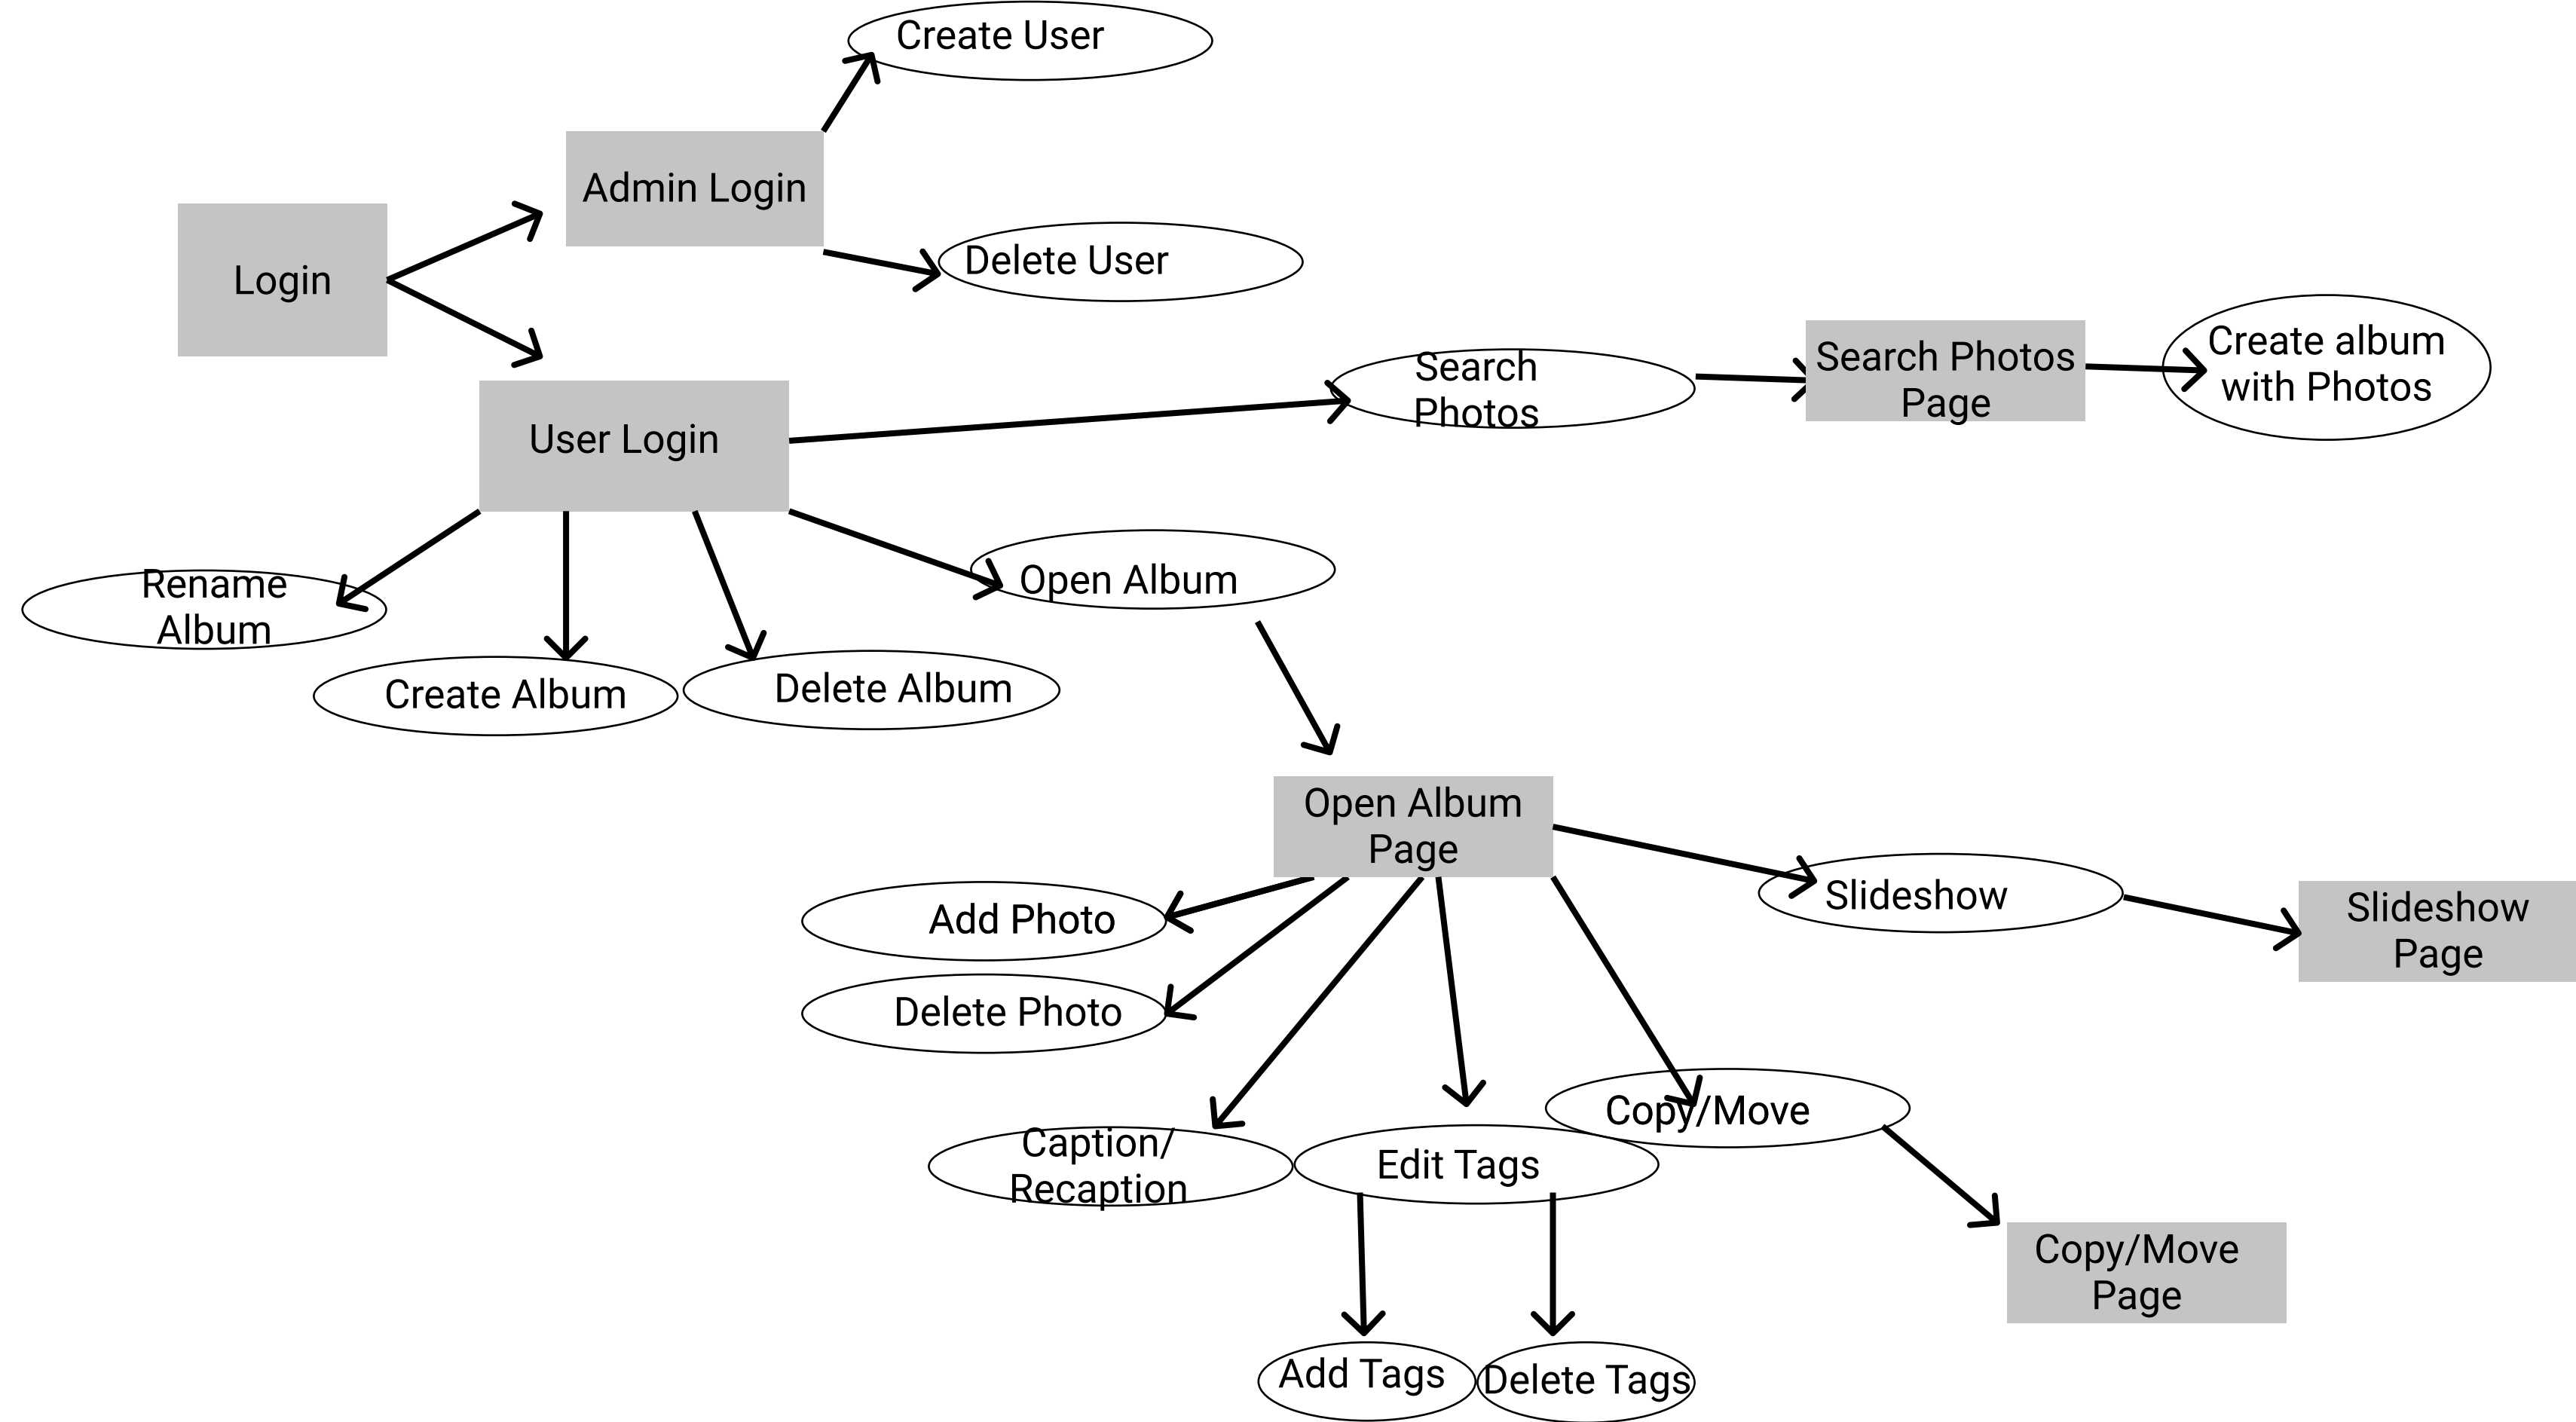 Create User
Admin Login
Login
Delete User
Search
Photos
Search Photos
Page
Create album
with Photos
User Login
Rename
Album
Open Album
Create Album
Delete Album
Open Album
Page
Add Photo
Slideshow
Slideshow
Page
Delete Photo
Copy/Move
Caption/
Recaption
Edit Tags
Copy/Move
Page
Add Tags
Delete Tags